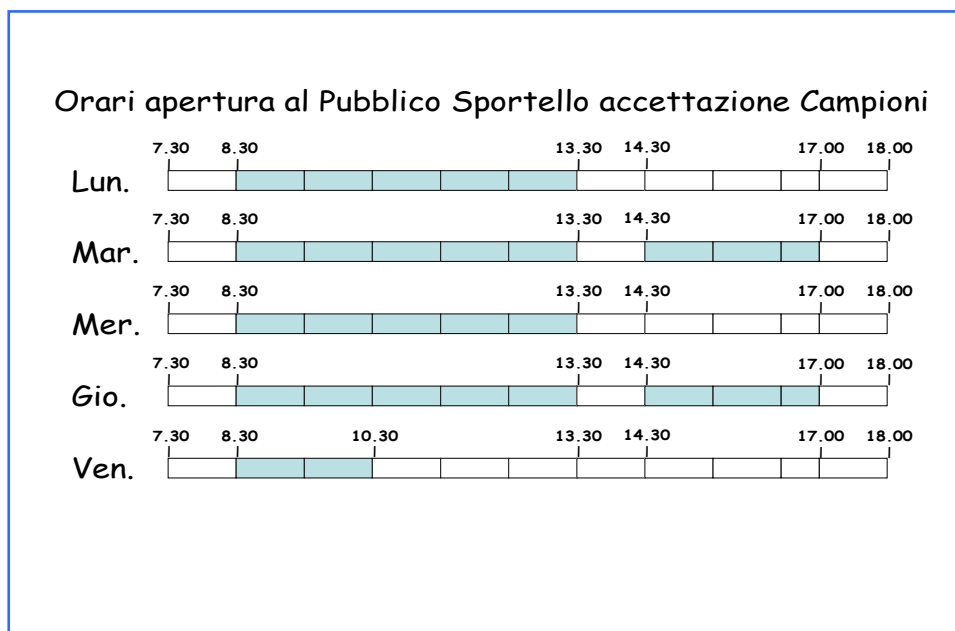 Orari apertura al Pubblico Sportello accettazione Campioni
7.30 8.30 13.30 14.30 17.00 18.00
Lun.
7.30 8.30 13.30 14.30 17.00 18.00
Mar.
7.30 8.30 13.30 14.30 17.00 18.00
Mer.
7.30 8.30 13.30 14.30 17.00 18.00
Gio.
7.30 8.30 10.30 13.30 14.30 17.00 18.00
Ven.